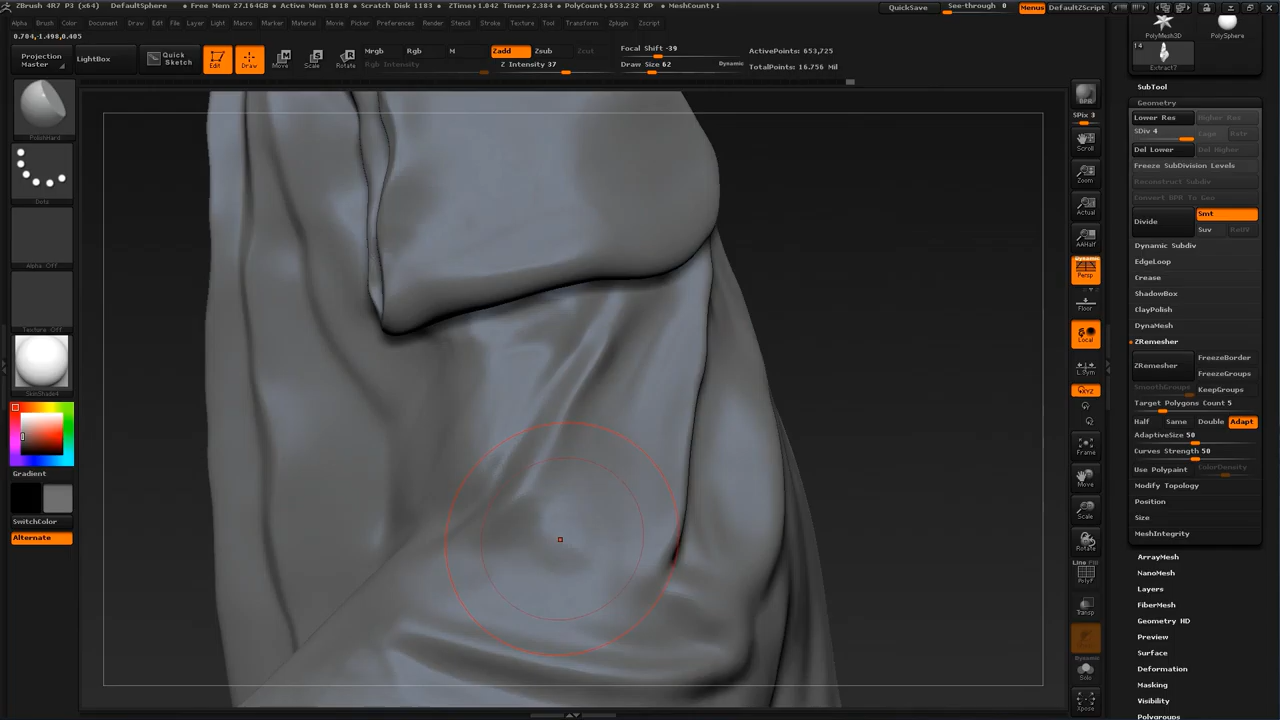 ZBrush 4R7 P3 (x64) DefaultSphere • Free Mem 27.164GB • Active Mem 1018 • Scratch Disk 2304 • ZTime▸1.042 Timer▸2.384 • PolyCount▸653.232 KP • MeshCount▸1
QuickSave
See-through 0
Menus
DefaultZScript
Alpha Brush Color Document Draw Edit File Layer Light Macro Marker Material Movie Picker Preferences Render Stencil Stroke Texture Tool Transform Zplugin Zscript
0.704,-1.498,0.405
Projection Master
LightBox
Quick Sketch
Edit
Draw
Move
Scale
Rotate
Mrgb Rgb M
Rgb Intensity
Zadd Zsub Zcut
Z Intensity 37
Focal Shift -39
Draw Size 62
Dynamic
ActivePoints: 653,725
TotalPoints: 16.756 Mil
PolishHard
Dots
Alpha Off
Texture Off
SkinShade4
Gradient
SwitchColor
Alternate
BPR
SPix 3
Scroll
Zoom
Actual
AAHalf
Dynamic
Persp
Floor
Local
L.Sym
XYZ
Frame
Move
Scale
Rotate
Line Fill
PolyF
Transp
Dynamic
Solo
Xpose
PolyMesh3D
PolySphere
14
Extract7
SubTool
Geometry
Lower Res
Higher Res
SDiv 4
Cage
Rstr
Del Lower
Del Higher
Freeze SubDivision Levels
Reconstruct Subdiv
Convert BPR To Geo
Divide
Smt
Suv
ReUV
Dynamic Subdiv
EdgeLoop
Crease
ShadowBox
ClayPolish
DynaMesh
ZRemesher
ZRemesher
FreezeBorder
FreezeGroups
SmoothGroups
KeepGroups
Target Polygons Count 5
Half Same Double Adapt
AdaptiveSize 50
Curves Strength 50
Use Polypaint
ColorDensity
Modify Topology
Position
Size
MeshIntegrity
ArrayMesh
NanoMesh
Layers
FiberMesh
Geometry HD
Preview
Surface
Deformation
Masking
Visibility
Polygroups